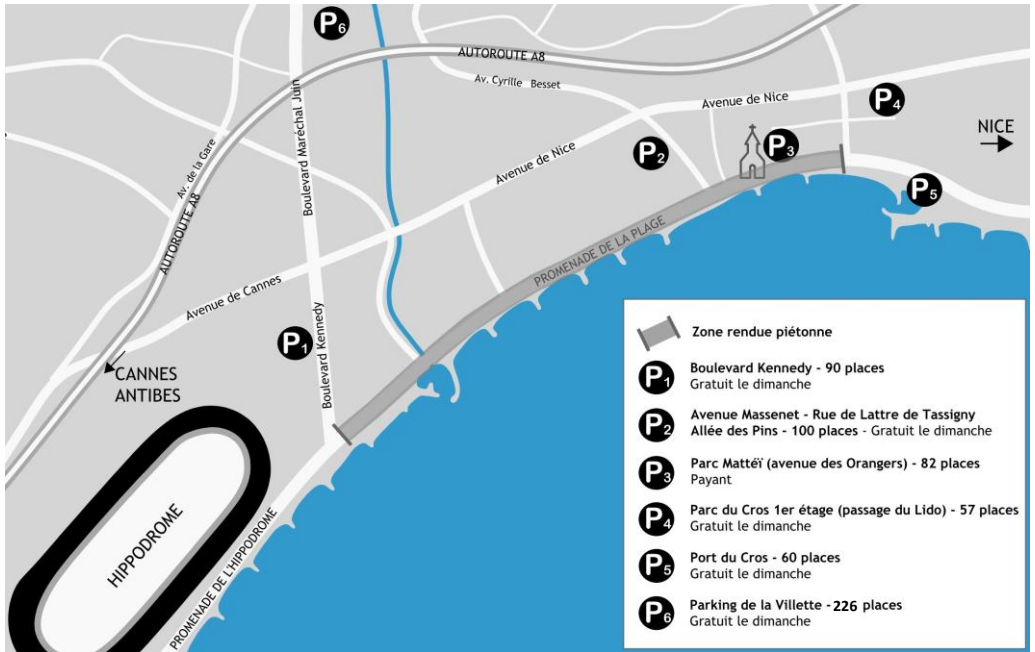 P6
AUTOROUTE A8
Av. Cyrille Besset
Boulevard Maréchal Juin
Avenue de Nice
P4
NICE
P2
P3
Av. de la Gare
Avenue de Nice
P5
AUTOROUTE A8
PROMENADE DE LA PLAGE
Avenue de Cannes
P1
Boulevard Kennedy
CANNES
ANTIBES
HIPPODROME
PROMENADE DE L'HIPPODROME
Zone rendue piétonne
P1 Boulevard Kennedy - 90 places
Gratuit le dimanche
P2 Avenue Massenet - Rue de Lattre de Tassigny
Allée des Pins - 100 places - Gratuit le dimanche
P3 Parc Mattéï (avenue des Orangers) - 82 places
Payant
P4 Parc du Cros 1er étage (passage du Lido) - 57 places
Gratuit le dimanche
P5 Port du Cros - 60 places
Gratuit le dimanche
P6 Parking de la Villette - 226 places
Gratuit le dimanche